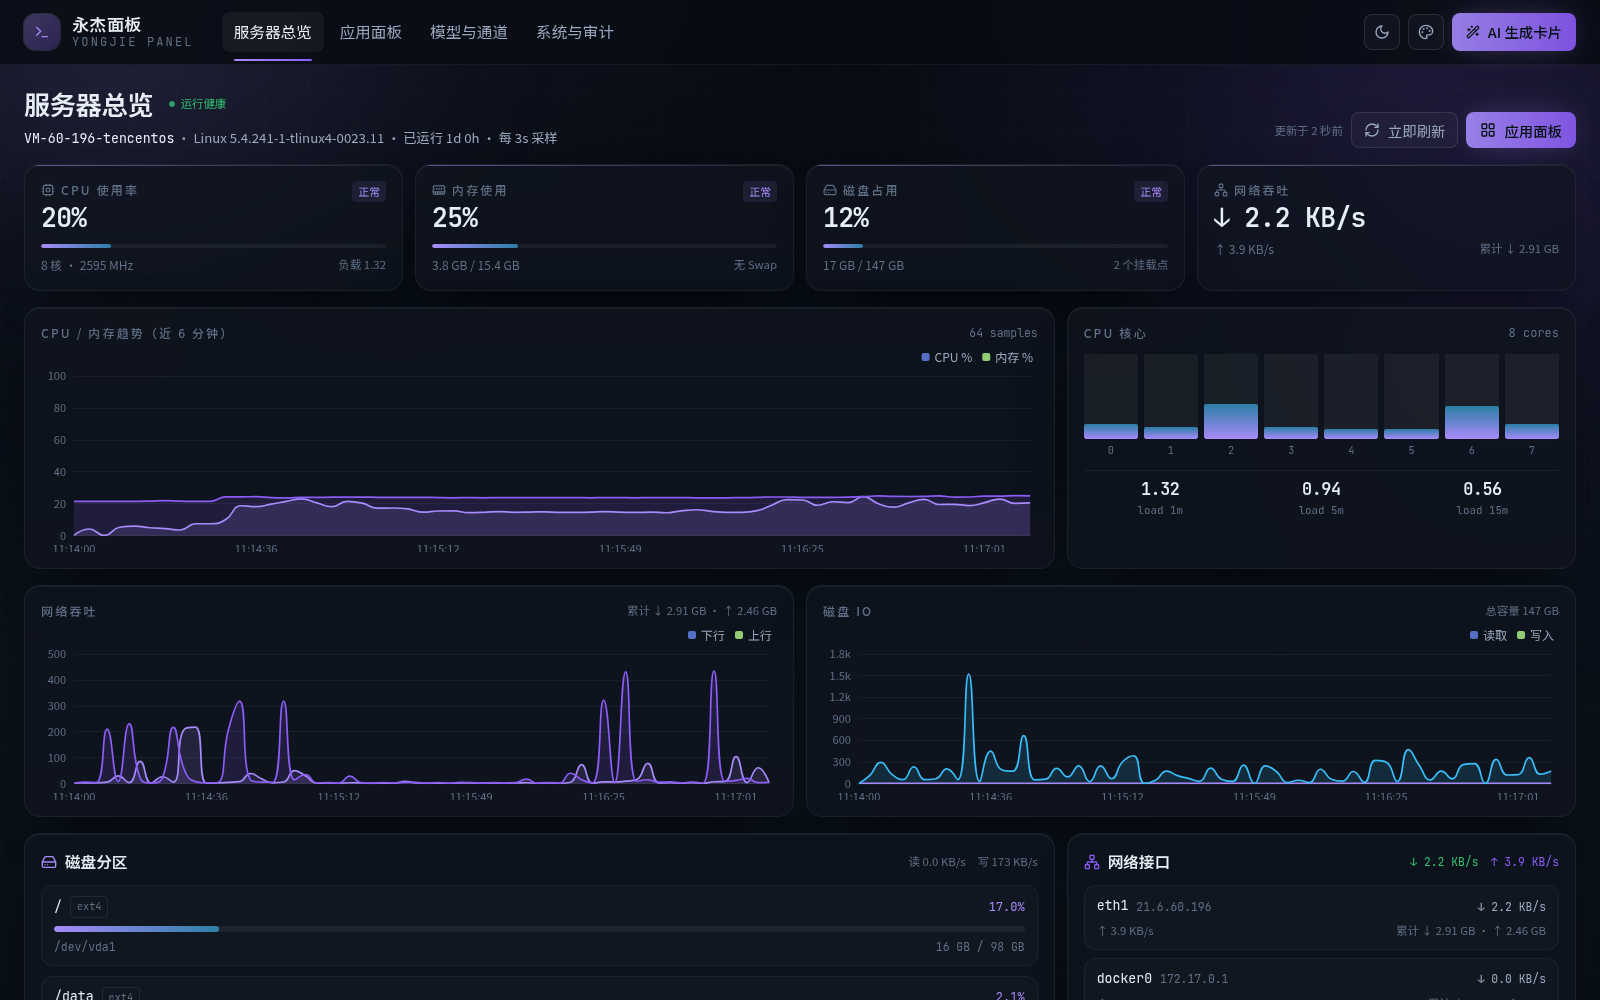 永杰面板
YONGJIE PANEL
服务器总览
应用面板
模型与通道
系统与审计
AI 生成卡片
服务器总览
运行健康
VM-60-196-tencentos • Linux 5.4.241-1-tlinux4-0023.11 • 已运行 1d 0h • 每 3s 采样
更新于 2 秒前
立即刷新
应用面板
CPU 使用率
正常
20%
8 核 • 2595 MHz
负载 1.32
内存使用
正常
25%
3.8 GB / 15.4 GB
无 Swap
磁盘占用
正常
12%
17 GB / 147 GB
2 个挂载点
网络吞吐
↓ 2.2 KB/s
↑ 3.9 KB/s
累计 ↓ 2.91 GB
CPU / 内存趋势（近 6 分钟）
64 samples
CPU %
内存 %
100
80
60
40
20
0
11:14:00
11:14:36
11:15:12
11:15:49
11:16:25
11:17:01
CPU 核心
8 cores
0
1
2
3
4
5
6
7
1.32
load 1m
0.94
load 5m
0.56
load 15m
网络吞吐
累计 ↓ 2.91 GB • ↑ 2.46 GB
下行
上行
500
400
300
200
100
0
11:14:00
11:14:36
11:15:12
11:15:49
11:16:25
11:17:01
磁盘 IO
总容量 147 GB
读取
写入
1.8k
1.5k
1.2k
900
600
300
0
11:14:00
11:14:36
11:15:12
11:15:49
11:16:25
11:17:01
磁盘分区
读 0.0 KB/s
写 173 KB/s
/
ext4
17.0%
/dev/vda1
16 GB / 98 GB
/data
ext4
2.1%
网络接口
↓ 2.2 KB/s
↑ 3.9 KB/s
eth1
21.6.60.196
↓ 2.2 KB/s
↑ 3.9 KB/s
累计 ↓ 2.91 GB • ↑ 2.46 GB
docker0
172.17.0.1
↓ 0.0 KB/s